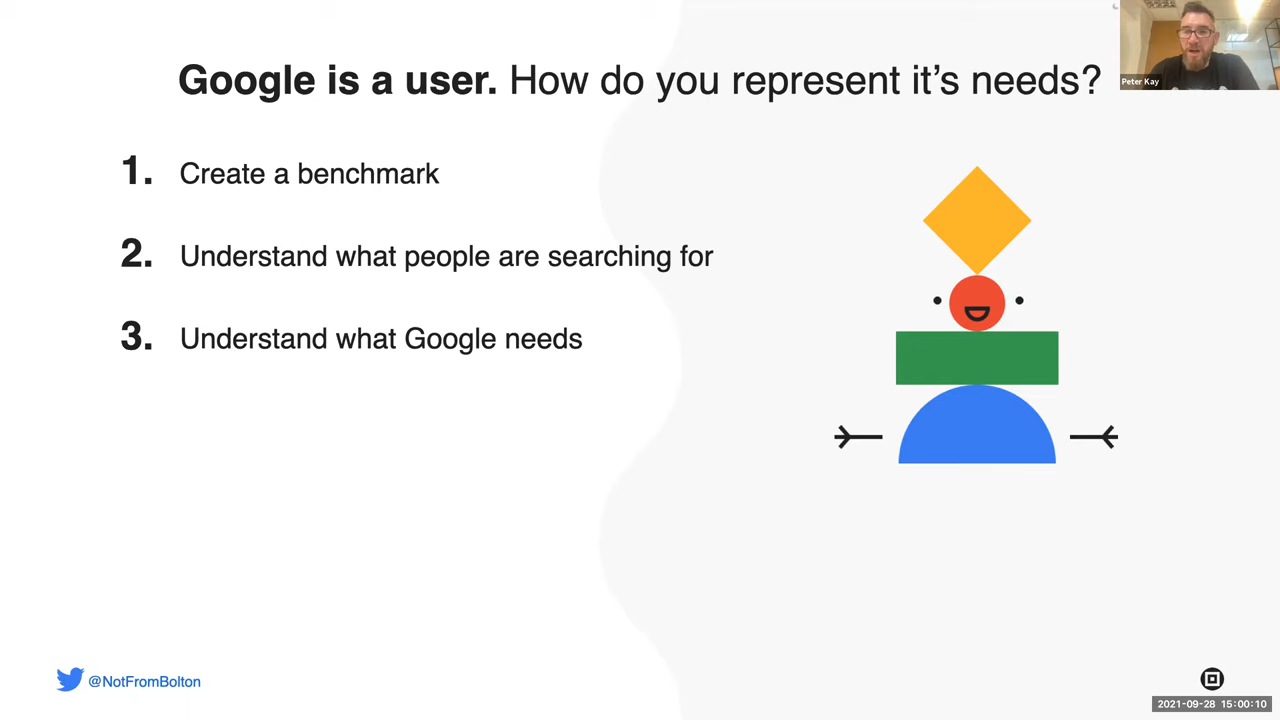 Google is a user. How do you represent it’s needs?
Peter Kay
1. Create a benchmark
2. Understand what people are searching for
3. Understand what Google needs
@NotFromBolton
2021-09-28 15:00:10